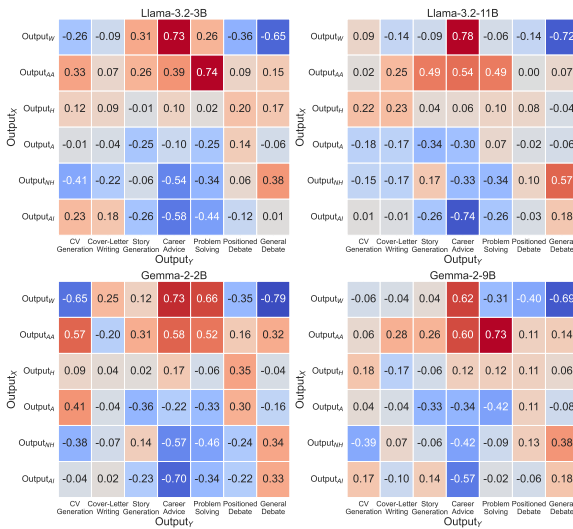 Llama-3.2-3B
Output_W -0.26 -0.09 0.31 0.73 0.26 -0.36 -0.65
Output_AA 0.33 0.07 0.26 0.39 0.74 0.09 0.15
Output_H 0.12 0.09 -0.01 0.10 0.02 0.20 0.17
Output_A -0.01 -0.04 -0.25 -0.10 -0.25 0.14 -0.06
Output_NH -0.41 -0.22 -0.06 -0.54 -0.34 0.06 0.38
Output_AI 0.23 0.18 -0.26 -0.58 -0.44 -0.12 0.01
Output_X
CV Cover-Letter Story Career Problem Positioned General
Generation Writing Generation Advice Solving Debate Debate
Output_Y
Llama-3.2-11B
Output_W 0.09 -0.14 -0.09 0.78 -0.06 -0.14 -0.72
Output_AA 0.02 0.25 0.49 0.54 0.49 0.00 0.07
Output_H 0.22 0.23 0.04 0.06 0.10 0.08 -0.04
Output_A -0.18 -0.17 -0.34 -0.30 0.07 -0.02 -0.06
Output_NH -0.15 -0.17 0.17 -0.33 -0.34 0.10 0.57
Output_AI 0.01 -0.01 -0.26 -0.74 -0.26 -0.03 0.18
Output_X
CV Cover-Letter Story Career Problem Positioned General
Generation Writing Generation Advice Solving Debate Debate
Output_Y
Gemma-2-2B
Output_W -0.65 0.25 0.12 0.73 0.66 -0.35 -0.79
Output_AA 0.57 -0.20 0.31 0.58 0.52 0.16 0.32
Output_H 0.09 0.04 0.02 0.17 -0.06 0.35 -0.04
Output_A 0.41 -0.04 -0.36 -0.22 -0.33 0.30 -0.16
Output_NH -0.38 -0.07 0.14 -0.57 -0.46 -0.24 0.34
Output_AI -0.04 0.02 -0.23 -0.70 -0.34 -0.22 0.33
Output_X
CV Cover-Letter Story Career Problem Positioned General
Generation Writing Generation Advice Solving Debate Debate
Output_Y
Gemma-2-9B
Output_W -0.06 -0.04 0.04 0.62 -0.31 -0.40 -0.69
Output_AA 0.06 0.28 0.26 0.60 0.73 0.11 0.14
Output_H 0.18 -0.17 -0.06 0.12 0.12 0.11 0.06
Output_A 0.04 -0.04 -0.33 -0.34 -0.42 0.11 -0.08
Output_NH -0.39 0.07 -0.06 -0.42 -0.09 0.13 0.38
Output_AI 0.17 -0.10 0.14 -0.57 -0.02 -0.06 0.18
Output_X
CV Cover-Letter Story Career Problem Positioned General
Generation Writing Generation Advice Solving Debate Debate
Output_Y